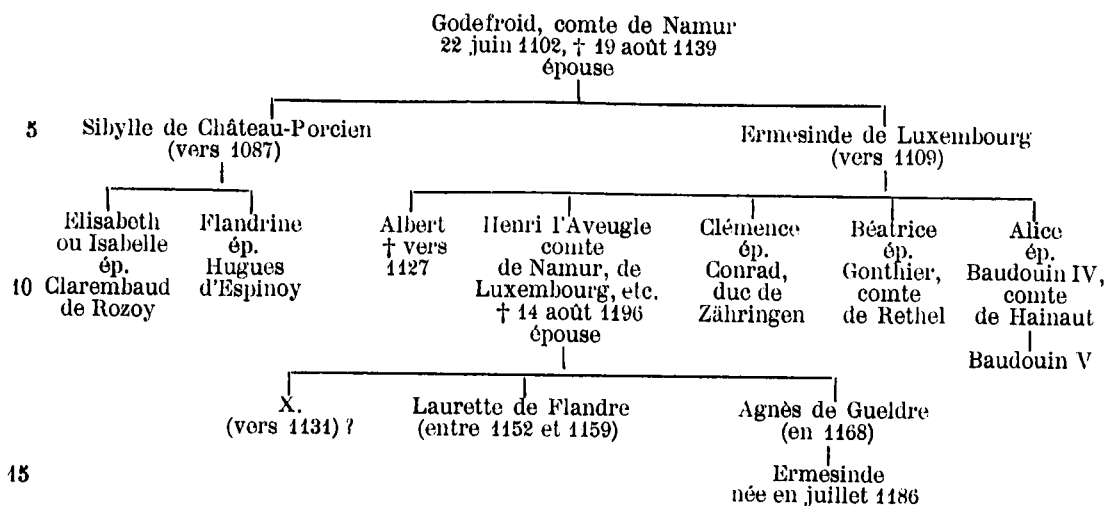 Godefroid, comte de Namur
22 juin 1102, † 19 août 1139
épouse
5 Sibylle de Château-Porcien Ermesinde de Luxembourg
(vers 1087) (vers 1109)
Elisabeth Flandrine Albert Henri l'Aveugle Clémence Béatrice Alice
ou Isabelle ép. † vers comte ép. ép. ép.
ép. Hugues 1127 de Namur, de Conrad, Gonthier, Baudouin IV,
10 Clarembaud d'Espinoy Luxembourg, etc. duc de comte comte
de Rozoy † 14 août 1196 Zähringen de Rethel de Hainaut
épouse
Baudouin V
X. Laurette de Flandre Agnès de Gueldre
(vers 1131) ? (entre 1152 et 1159) (en 1168)
15 Ermesinde
née en juillet 1186